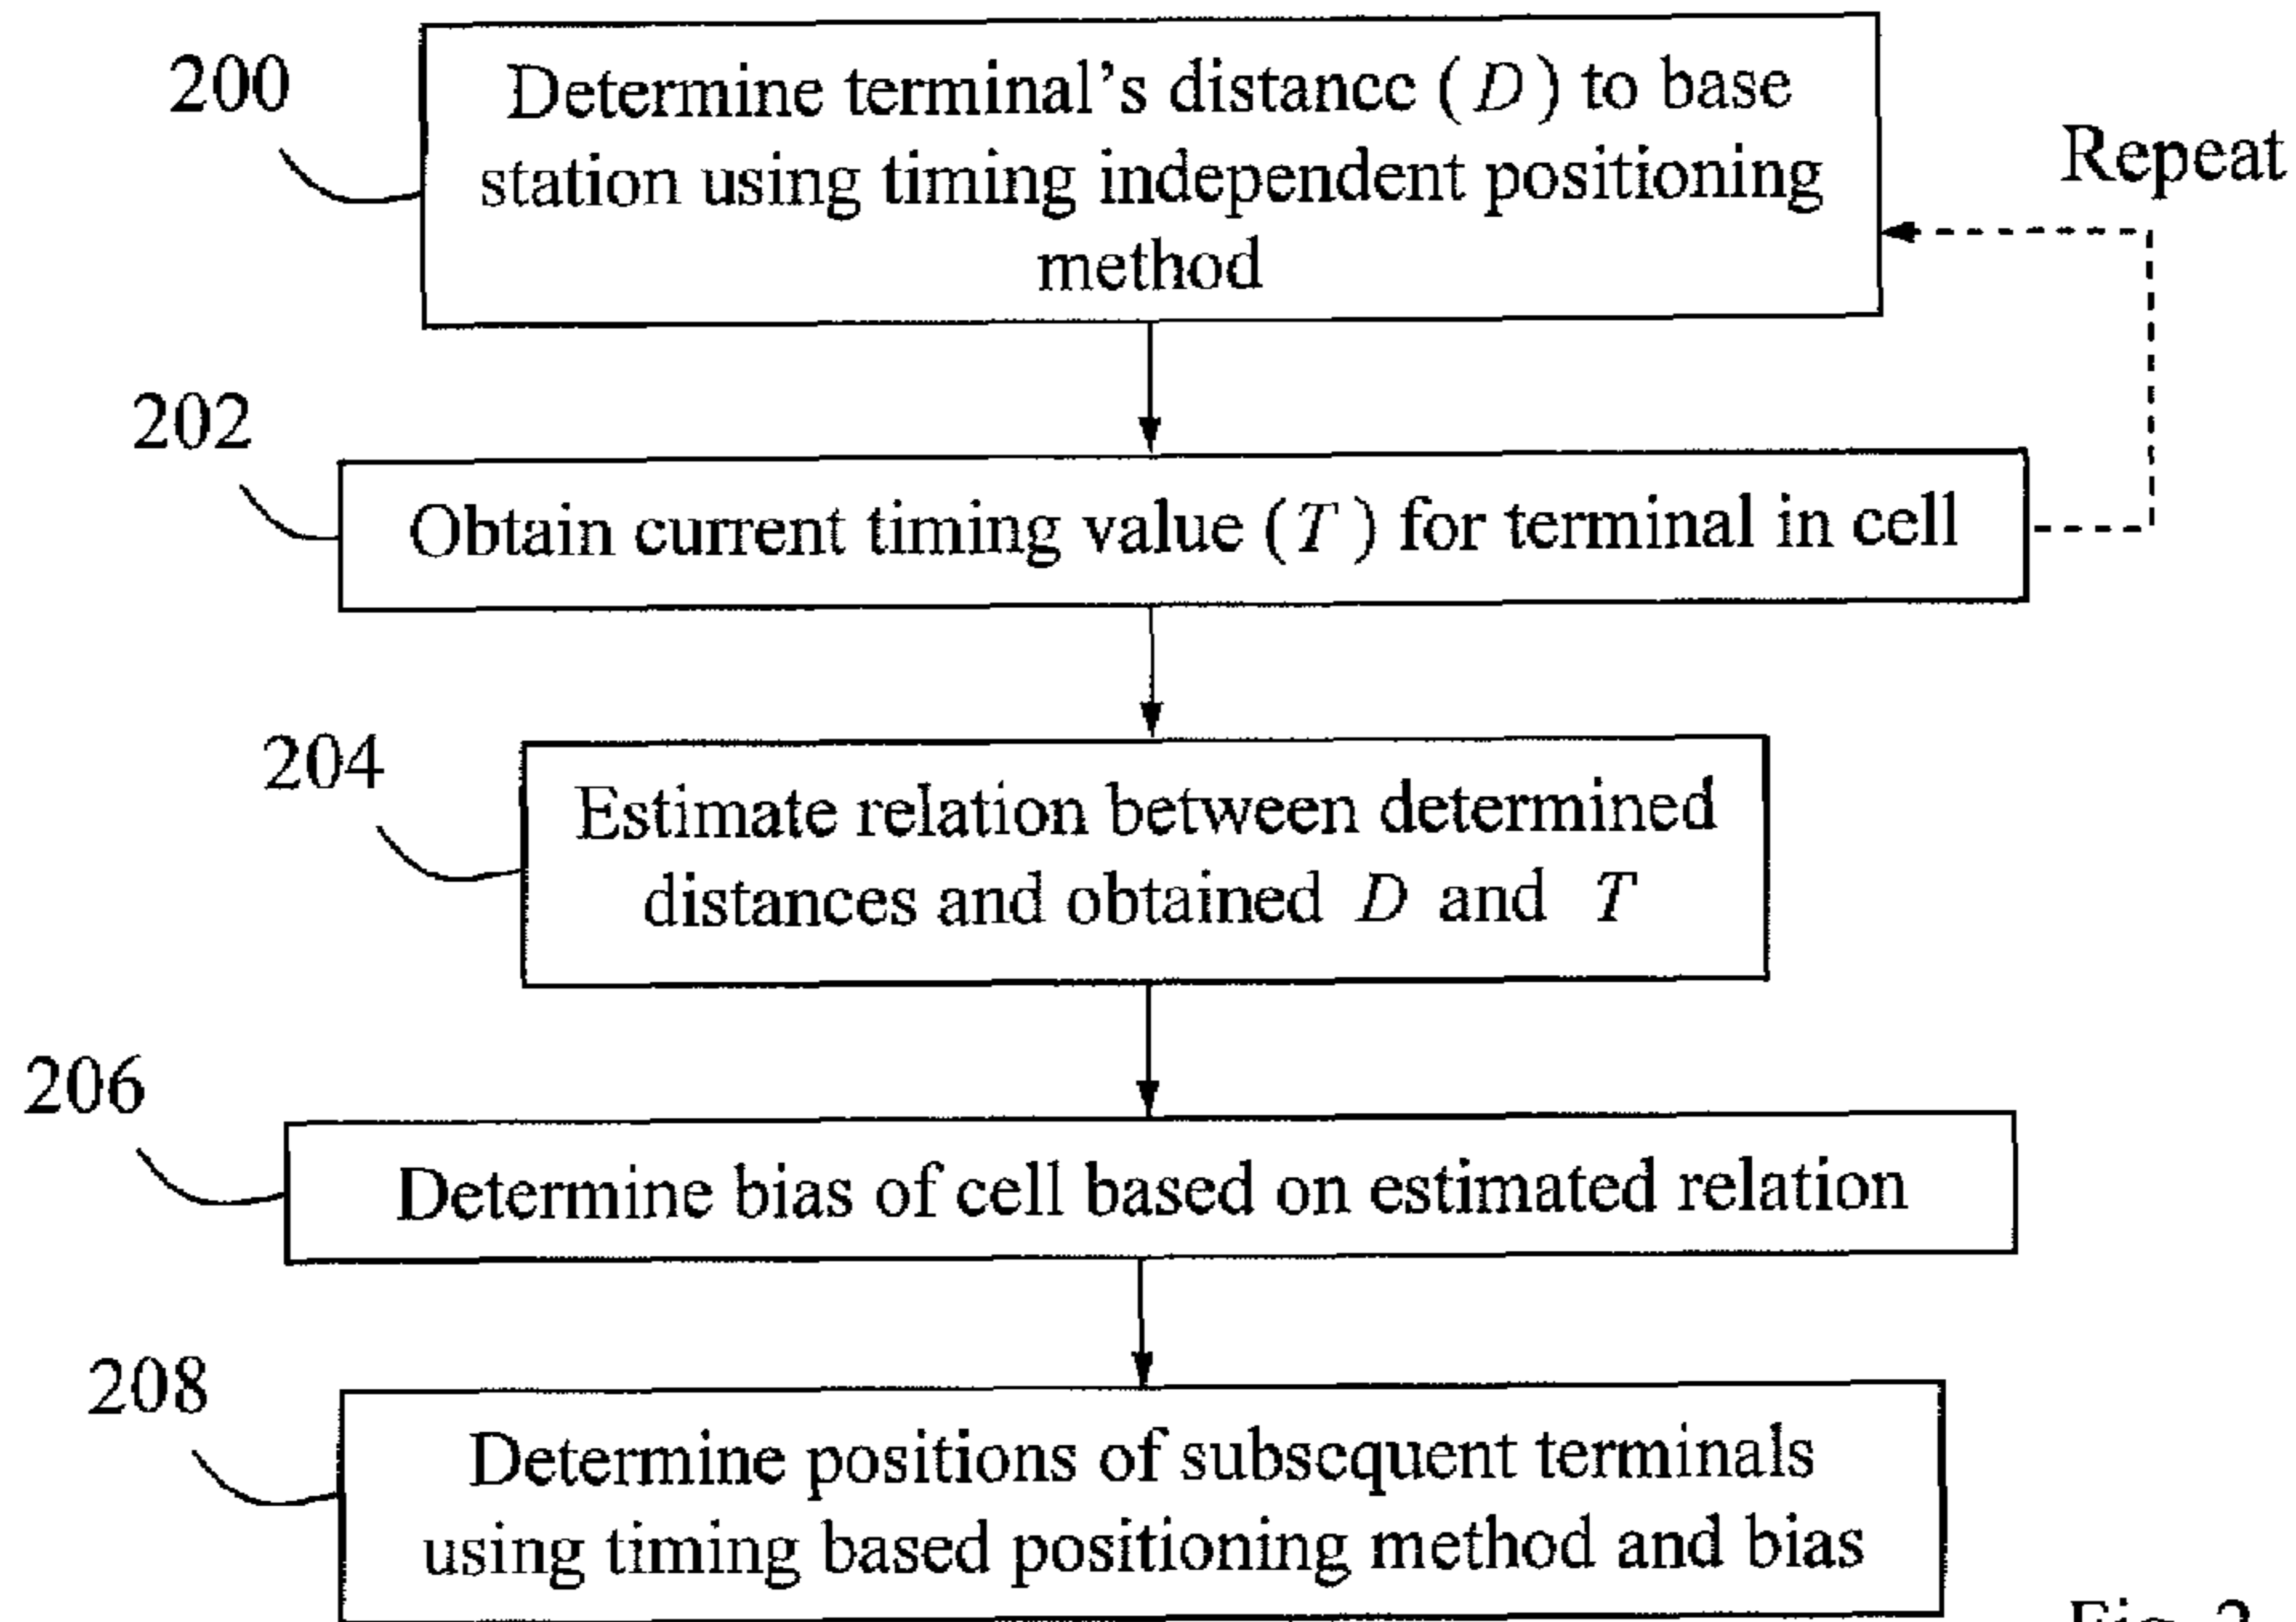 200
Determine terminal's distance (D) to base
station using timing independent positioning
method
Repeat
202
Obtain current timing value (T) for terminal in cell
204
Estimate relation between determined
distances and obtained D and T
206
Determine bias of cell based on estimated relation
208
Determine positions of subsequent terminals
using timing based positioning method and bias